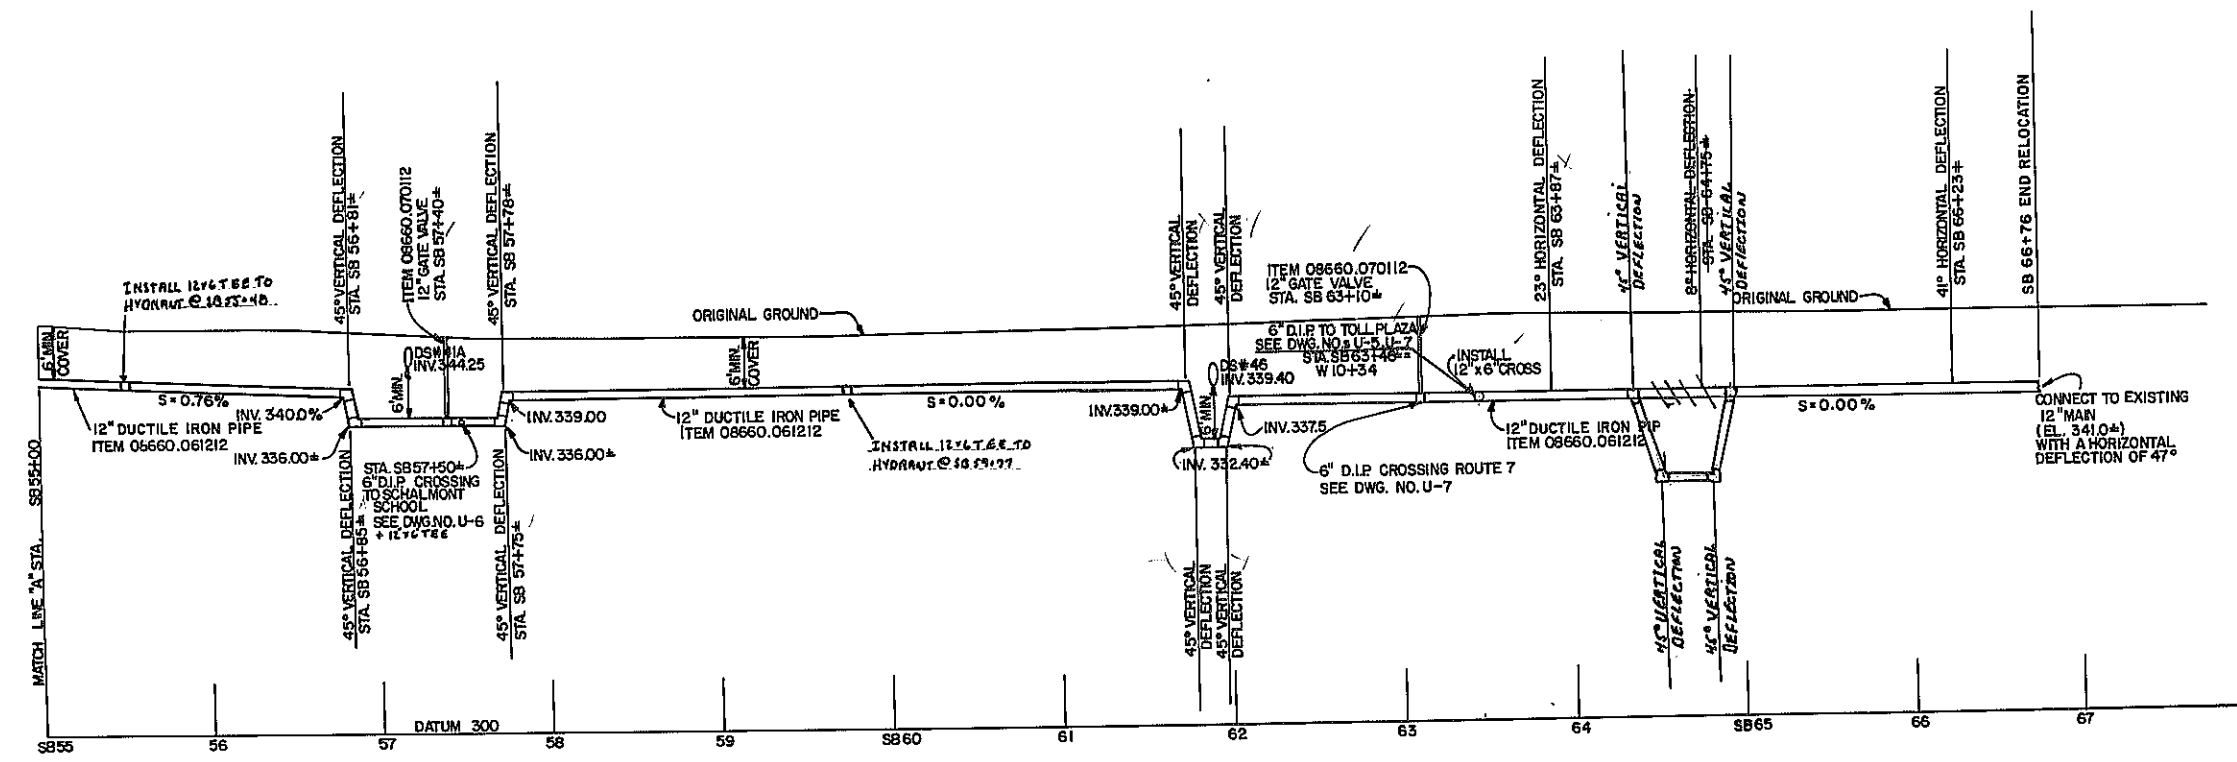 45° VERTICAL DEFLECTION
STA. SB 56+81±
ITEM 08660.070112
12" GATE VALVE
STA. SB 57+40±
45° VERTICAL DEFLECTION
STA. SB 57+78±
45° VERTICAL
DEFLECTION
45° VERTICAL
DEFLECTION
23° HORIZONTAL DEFLECTION
STA. SB 63+87±
45° VERTICAL
DEFLECTION
8° HORIZONTAL DEFLECTION
STA. SB 64+75±
45° VERTICAL
DEFLECTION
41° HORIZONTAL DEFLECTION
STA. SB 66+23±
SB 66+76 END RELOCATION
INSTALL 12x6 TEE TO
HYDRANT @ SB 55+48
ORIGINAL GROUND
ITEM 08660.070112
12" GATE VALVE
STA. SB 63+10±
ORIGINAL GROUND
6' MIN.
COVER
DS#41A
INV. 344.25
6' MIN.
6' MIN.
COVER
DS#46
INV. 339.40
6' MIN
6" D.I.P. TO TOLL PLAZA
SEE DWG. NO.s U-5, U-7
STA. SB 63+46±
W 10+34
INSTALL
12"x6" CROSS
S=0.76%
INV. 340.0%
12" DUCTILE IRON PIPE
ITEM 08660.061212
INV. 336.00±
INV. 339.00
INV. 336.00±
12" DUCTILE IRON PIPE
ITEM 08660.061212
S=0.00%
INSTALL 12x6 TEE TO
HYDRANT @ SB 59+77
INV. 339.00±
INV. 337.5
INV. 332.40±
6" D.I.P. CROSSING ROUTE 7
SEE DWG. NO. U-7
12" DUCTILE IRON PIP
ITEM 08660.061212
S=0.00%
CONNECT TO EXISTING
12" MAIN
(EL. 341.0±)
WITH A HORIZONTAL
DEFLECTION OF 47°
STA. SB 57+50±
6" D.I.P. CROSSING
TO SCHALMONT
SCHOOL
SEE DWG. NO. U-6
+ 12"x6" TEE
MATCH LINE "A" STA. SB 55+00
45° VERTICAL DEFLECTION
STA. SB 56+85±
45° VERTICAL DEFLECTION
STA. SB 57+75±
45° VERTICAL
DEFLECTION
45° VERTICAL
DEFLECTION
45° VERTICAL
DEFLECTION
45° VERTICAL
DEFLECTION
DATUM 300
SB55 56 57 58 59 SB60 61 62 63 64 SB65 66 67